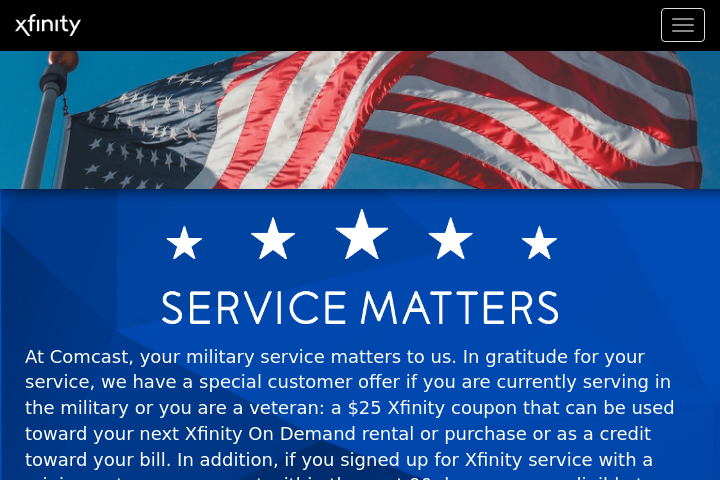 xfinity
SERVICE MATTERS
At Comcast, your military service matters to us. In gratitude for your
service, we have a special customer offer if you are currently serving in
the military or you are a veteran: a $25 Xfinity coupon that can be used
toward your next Xfinity On Demand rental or purchase or as a credit
toward your bill. In addition, if you signed up for Xfinity service with a